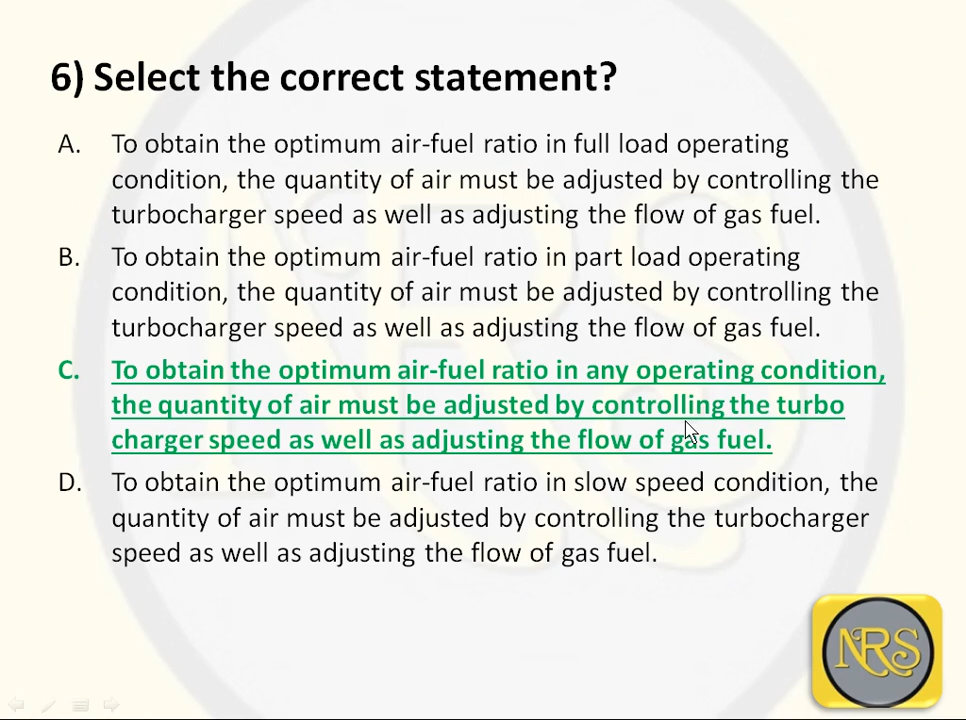 6) Select the correct statement?
A. To obtain the optimum air-fuel ratio in full load operating
condition, the quantity of air must be adjusted by controlling the
turbocharger speed as well as adjusting the flow of gas fuel.
B. To obtain the optimum air-fuel ratio in part load operating
condition, the quantity of air must be adjusted by controlling the
turbocharger speed as well as adjusting the flow of gas fuel.
C. To obtain the optimum air-fuel ratio in any operating condition,
the quantity of air must be adjusted by controlling the turbo
charger speed as well as adjusting the flow of gas fuel.
D. To obtain the optimum air-fuel ratio in slow speed condition, the
quantity of air must be adjusted by controlling the turbocharger
speed as well as adjusting the flow of gas fuel.
NRS